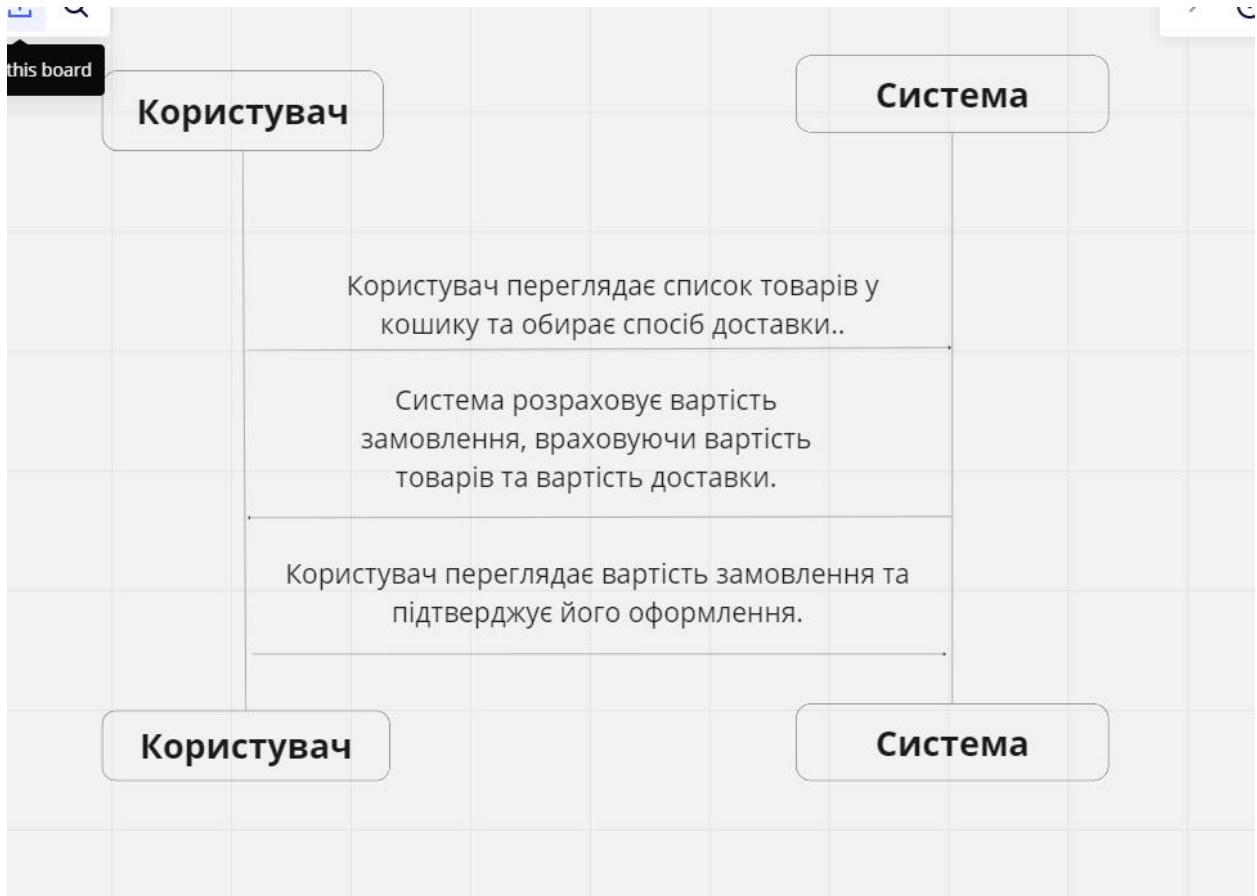 this board
Користувач
Система
Користувач переглядає список товарів у
кошику та обирає спосіб доставки..
Система розраховує вартість
замовлення, враховуючи вартість
товарів та вартість доставки.
Користувач переглядає вартість замовлення та
підтверджує його оформлення.
Користувач
Система